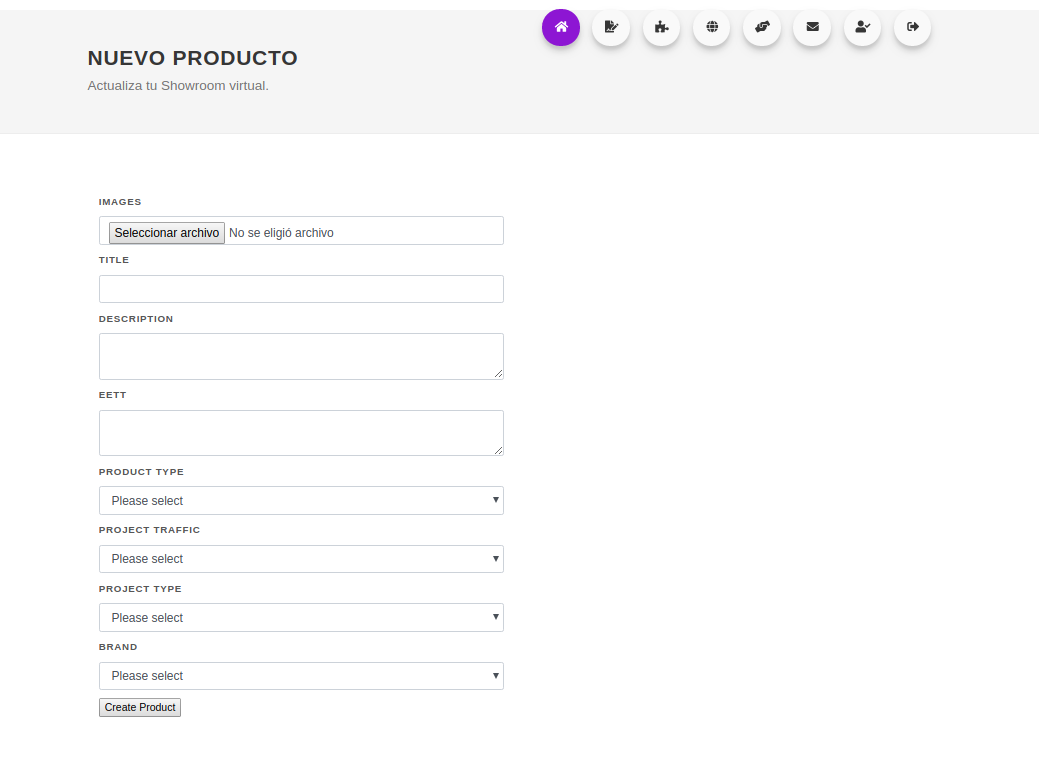 NUEVO PRODUCTO
Actualiza tu Showroom virtual.
IMAGES
Seleccionar archivo No se eligió archivo
TITLE
DESCRIPTION
EETT
PRODUCT TYPE
Please select
PROJECT TRAFFIC
Please select
PROJECT TYPE
Please select
BRAND
Please select
Create Product